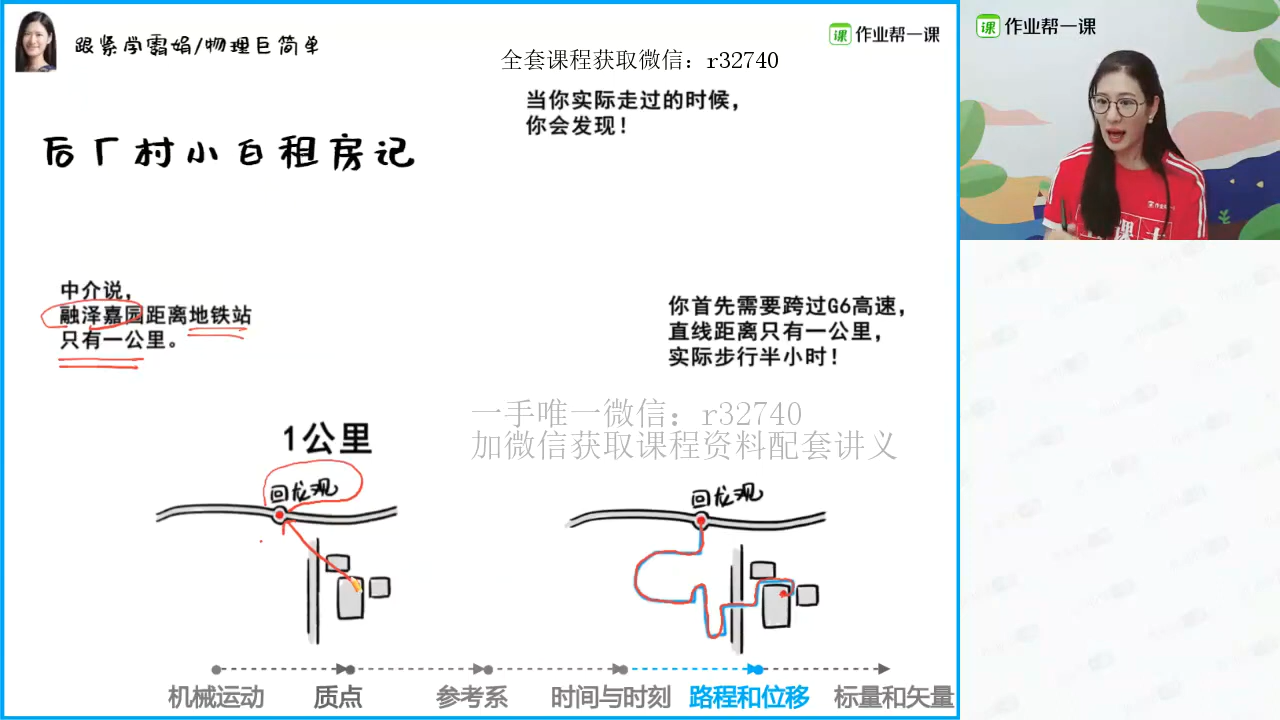 跟紧学霸娟/物理巨简单
课 作业帮一课
全套课程获取微信：r32740
当你实际走过的时候，
你会发现！
后厂村小白租房记
中介说，
融泽嘉园距离地铁站
只有一公里。
你首先需要跨过G6高速，
直线距离只有一公里，
实际步行半小时！
一手唯一微信：r32740
加微信获取课程资料配套讲义
1公里
回龙观
回龙观
机械运动
质点
参考系
时间与时刻
路程和位移
标量和矢量
课 作业帮一课